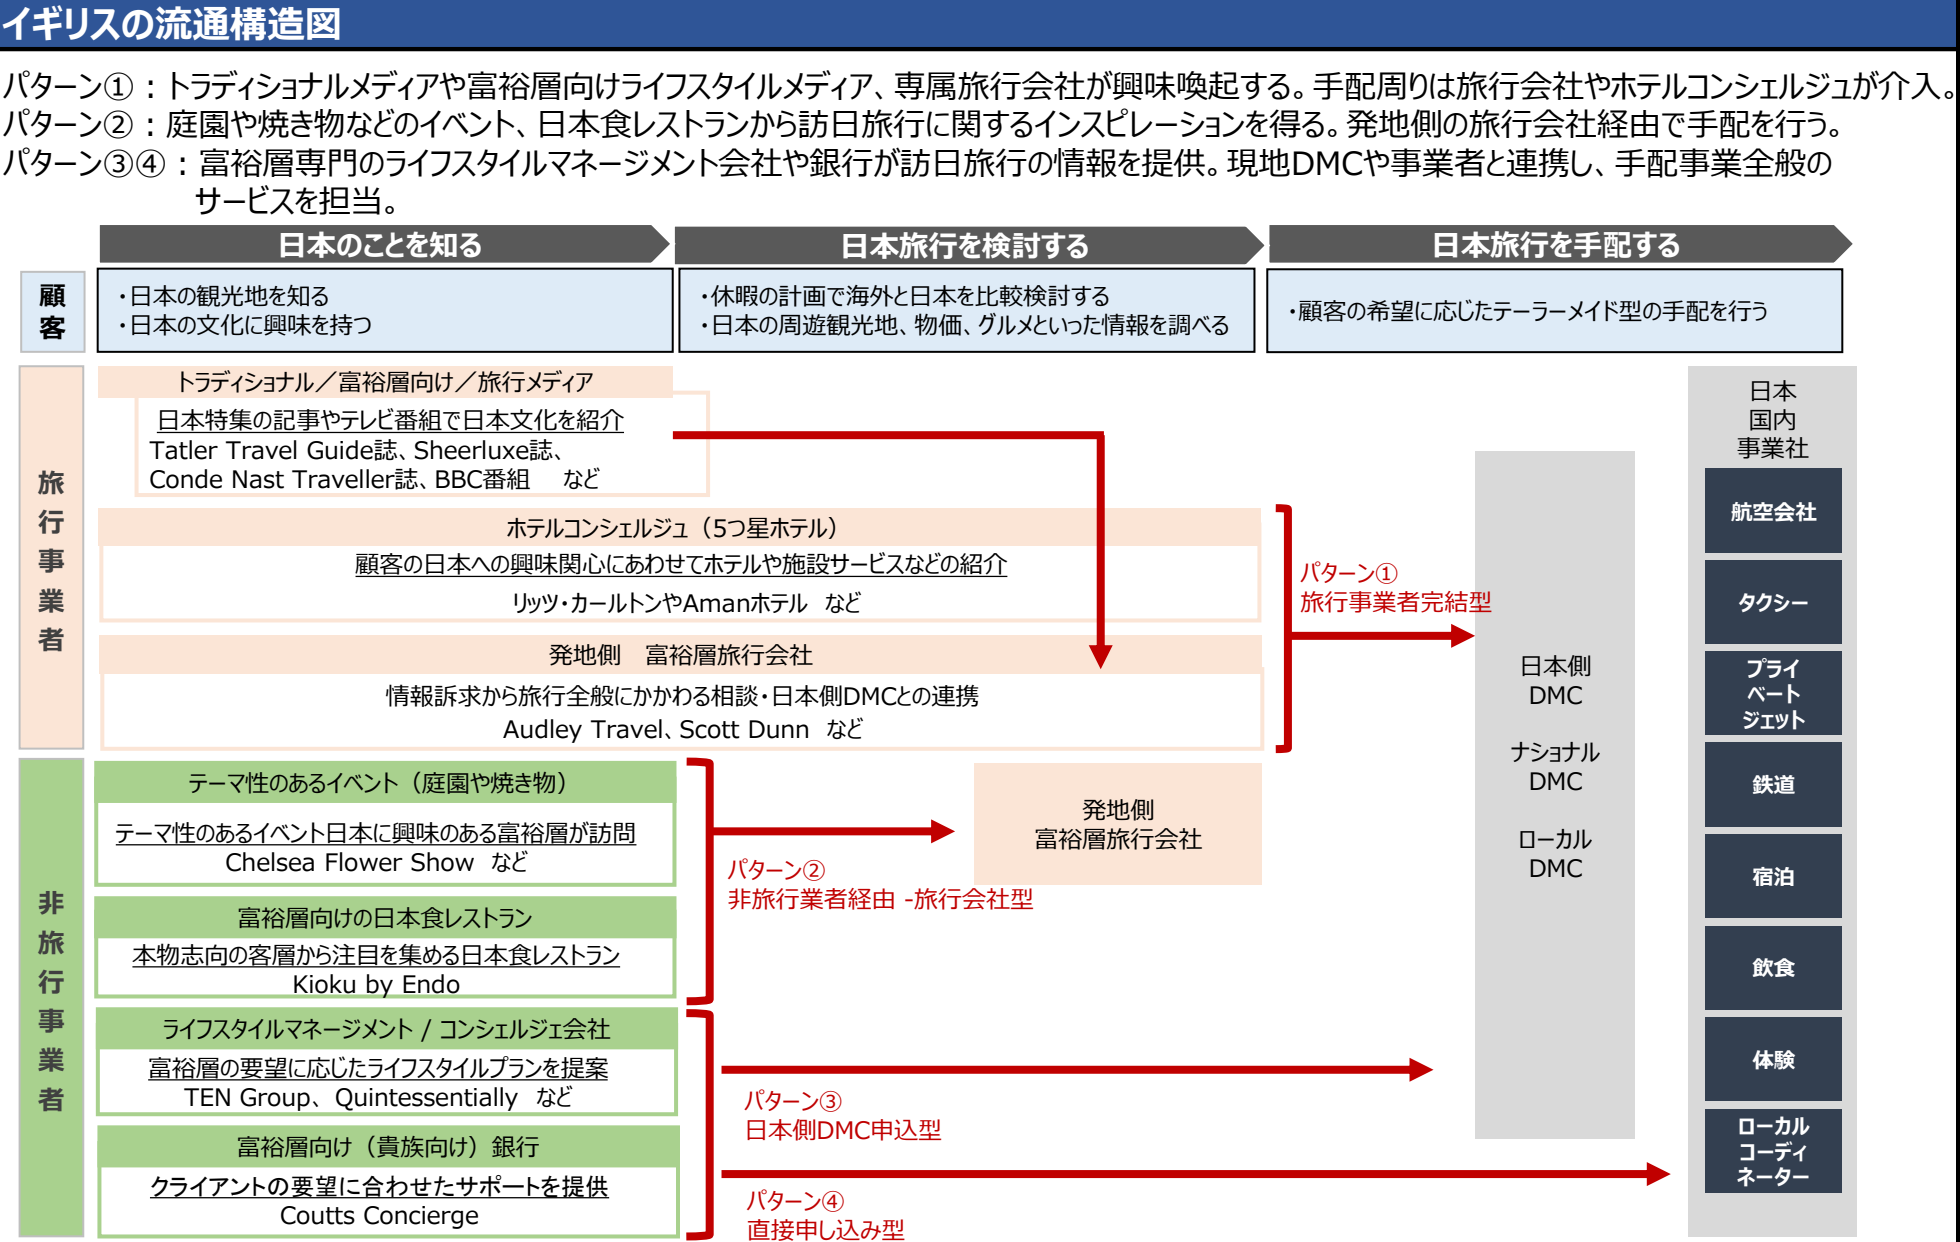 イギリスの流通構造図
パターン①：トラディショナルメディアや富裕層向けライフスタイルメディア、専属旅行会社が興味喚起する。手配周りは旅行会社やホテルコンシェルジュが介入。
パターン②：庭園や焼き物などのイベント、日本食レストランから訪日旅行に関するインスピレーションを得る。発地側の旅行会社経由で手配を行う。
パターン③④：富裕層専門のライフスタイルマネージメント会社や銀行が訪日旅行の情報を提供。現地DMCや事業者と連携し、手配事業全般の
サービスを担当。
日本のことを知る
日本旅行を検討する
日本旅行を手配する
顧
客
・日本の観光地を知る
・日本の文化に興味を持つ
・休暇の計画で海外と日本を比較検討する
・日本の周遊観光地、物価、グルメといった情報を調べる
・顧客の希望に応じたテーラーメイド型の手配を行う
旅
行
事
業
者
トラディショナル／富裕層向け／旅行メディア
日本特集の記事やテレビ番組で日本文化を紹介
Tatler Travel Guide誌、Sheerluxe誌、
Conde Nast Traveller誌、BBC番組　など
ホテルコンシェルジュ（5つ星ホテル）
顧客の日本への興味関心にあわせてホテルや施設サービスなどの紹介
リッツ・カールトンやAmanホテル など
発地側　富裕層旅行会社
情報訴求から旅行全般にかかわる相談・日本側DMCとの連携
Audley Travel、Scott Dunn など
パターン①
旅行事業者完結型
非
旅
行
事
業
者
テーマ性のあるイベント（庭園や焼き物）
テーマ性のあるイベント日本に興味のある富裕層が訪問
Chelsea Flower Show など
富裕層向けの日本食レストラン
本物志向の客層から注目を集める日本食レストラン
Kioku by Endo
パターン②
非旅行業者経由 -旅行会社型
発地側
富裕層旅行会社
ライフスタイルマネージメント / コンシェルジェ会社
富裕層の要望に応じたライフスタイルプランを提案
TEN Group、Quintessentially など
パターン③
日本側DMC申込型
富裕層向け（貴族向け）銀行
クライアントの要望に合わせたサポートを提供
Coutts Concierge
パターン④
直接申し込み型
日本側
DMC
ナショナル
DMC
ローカル
DMC
日本
国内
事業社
航空会社
タクシー
プライ
ベート
ジェット
鉄道
宿泊
飲食
体験
ローカル
コーディ
ネーター